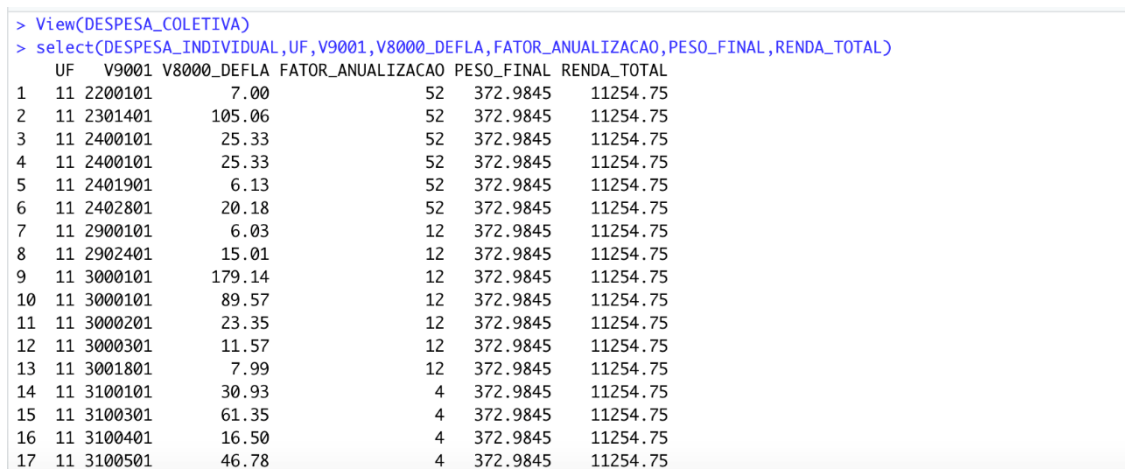 > View(DESPESA_COLETIVA)
> select(DESPESA_INDIVIDUAL,UF,V9001,V8000_DEFLA,FATOR_ANUALIZACAO,PESO_FINAL,RENDA_TOTAL)
UF V9001 V8000_DEFLA FATOR_ANUALIZACAO PESO_FINAL RENDA_TOTAL
1 11 2200101 7.00 52 372.9845 11254.75
2 11 2301401 105.06 52 372.9845 11254.75
3 11 2400101 25.33 52 372.9845 11254.75
4 11 2400101 25.33 52 372.9845 11254.75
5 11 2401901 6.13 52 372.9845 11254.75
6 11 2402801 20.18 52 372.9845 11254.75
7 11 2900101 6.03 12 372.9845 11254.75
8 11 2902401 15.01 12 372.9845 11254.75
9 11 3000101 179.14 12 372.9845 11254.75
10 11 3000101 89.57 12 372.9845 11254.75
11 11 3000201 23.35 12 372.9845 11254.75
12 11 3000301 11.57 12 372.9845 11254.75
13 11 3001801 7.99 12 372.9845 11254.75
14 11 3100101 30.93 4 372.9845 11254.75
15 11 3100301 61.35 4 372.9845 11254.75
16 11 3100401 16.50 4 372.9845 11254.75
17 11 3100501 46.78 4 372.9845 11254.75